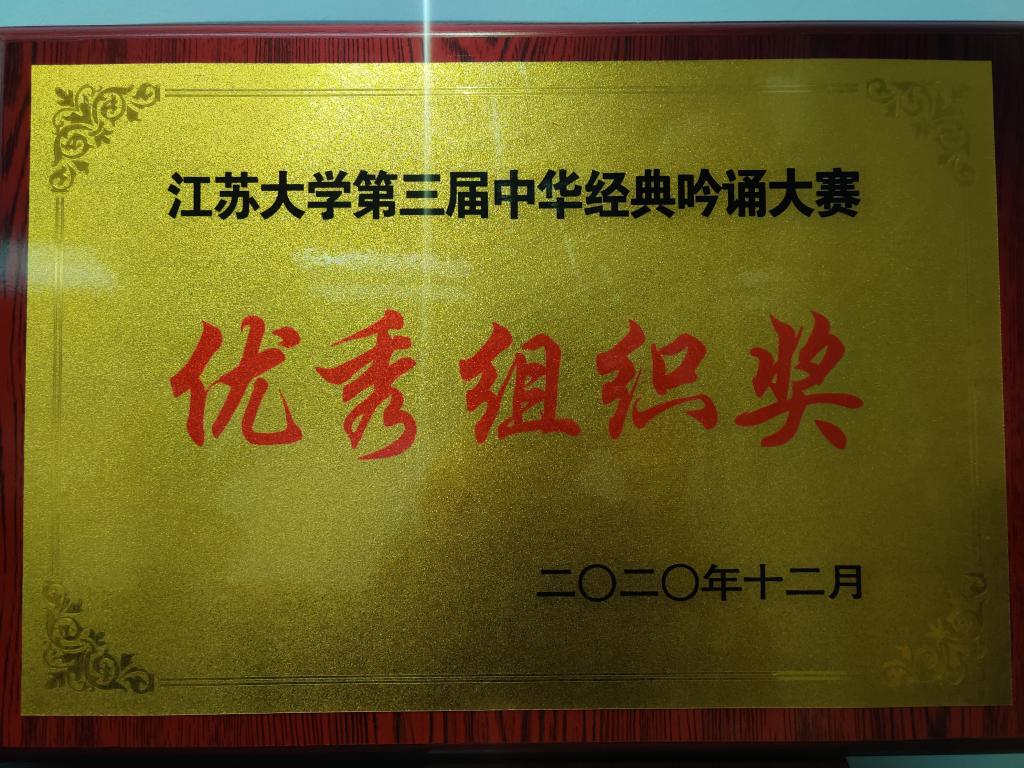 江苏大学第三届中华经典吟诵大赛
优秀组织奖
二〇二〇年十二月